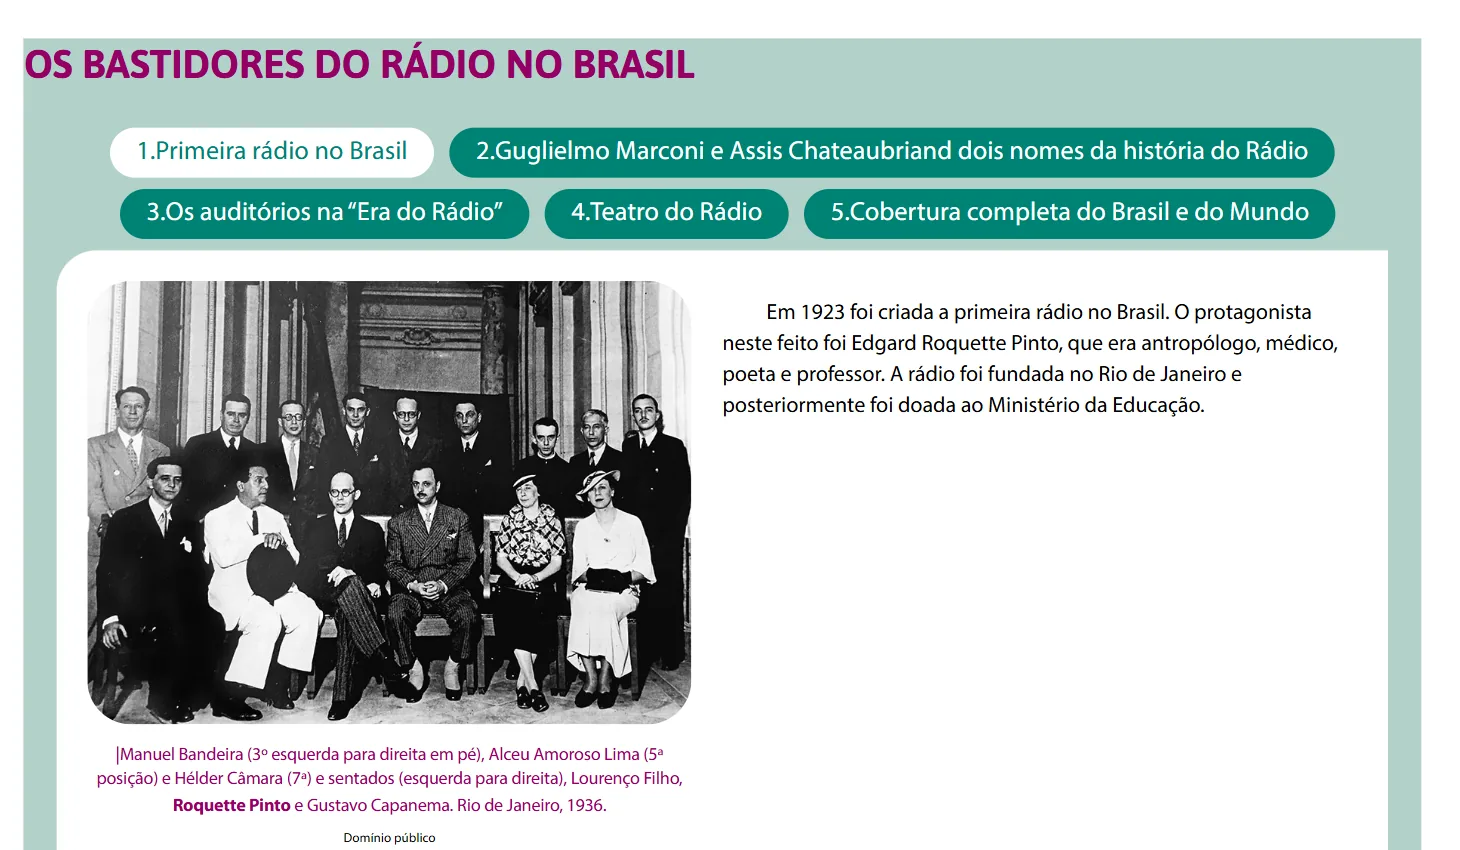 OS BASTIDORES DO RÁDIO NO BRASIL
1.Primeira rádio no Brasil
2.Guglielmo Marconi e Assis Chateaubriand dois nomes da história do Rádio
3.Os auditórios na “Era do Rádio”
4.Teatro do Rádio
5.Cobertura completa do Brasil e do Mundo
Em 1923 foi criada a primeira rádio no Brasil. O protagonista
neste feito foi Edgard Roquette Pinto, que era antropólogo, médico,
poeta e professor. A rádio foi fundada no Rio de Janeiro e
posteriormente foi doada ao Ministério da Educação.
|Manuel Bandeira (3º esquerda para direita em pé), Alceu Amoroso Lima (5ª
posição) e Hélder Câmara (7ª) e sentados (esquerda para direita), Lourenço Filho,
Roquette Pinto e Gustavo Capanema. Rio de Janeiro, 1936.
Domínio público